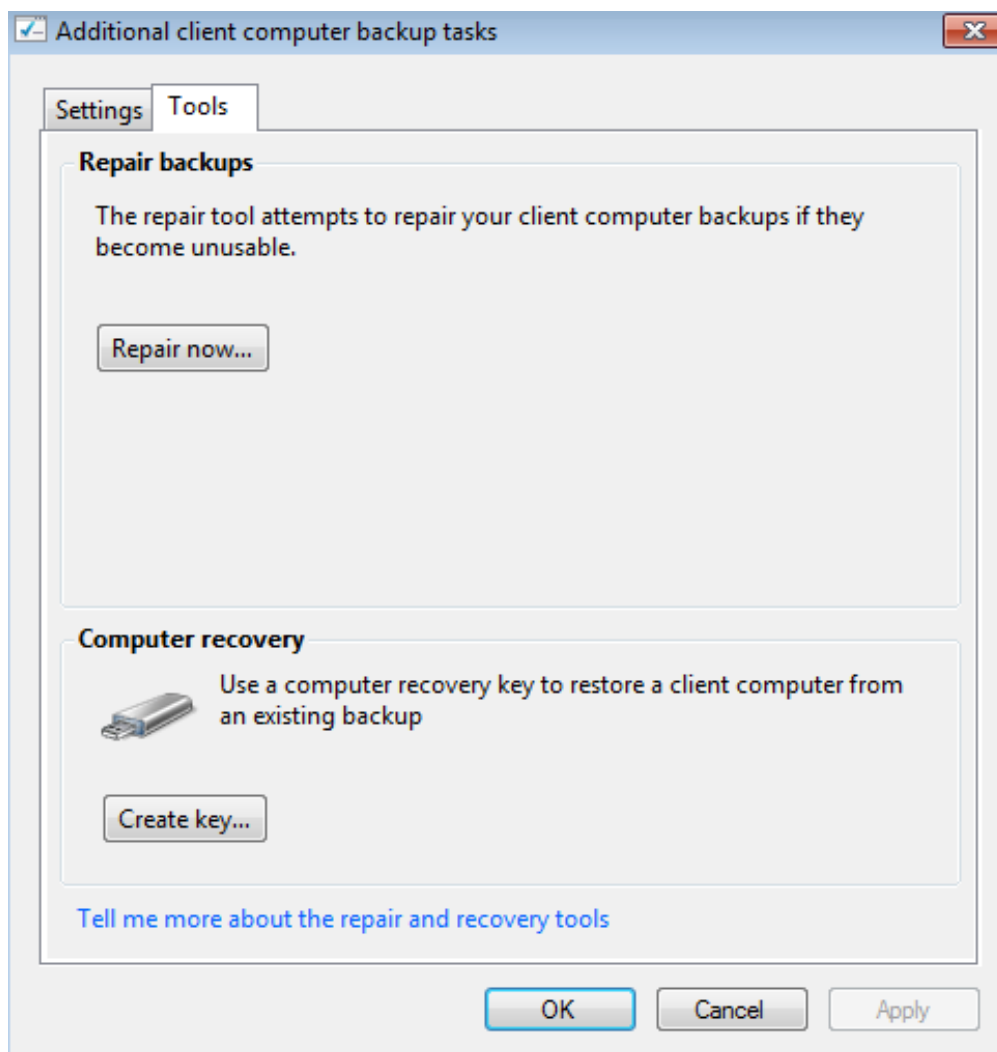 Additional client computer backup tasks
Settings
Tools
Repair backups
The repair tool attempts to repair your client computer backups if they
become unusable.
Repair now...
Computer recovery
Use a computer recovery key to restore a client computer from
an existing backup
Create key...
Tell me more about the repair and recovery tools
OK
Cancel
Apply